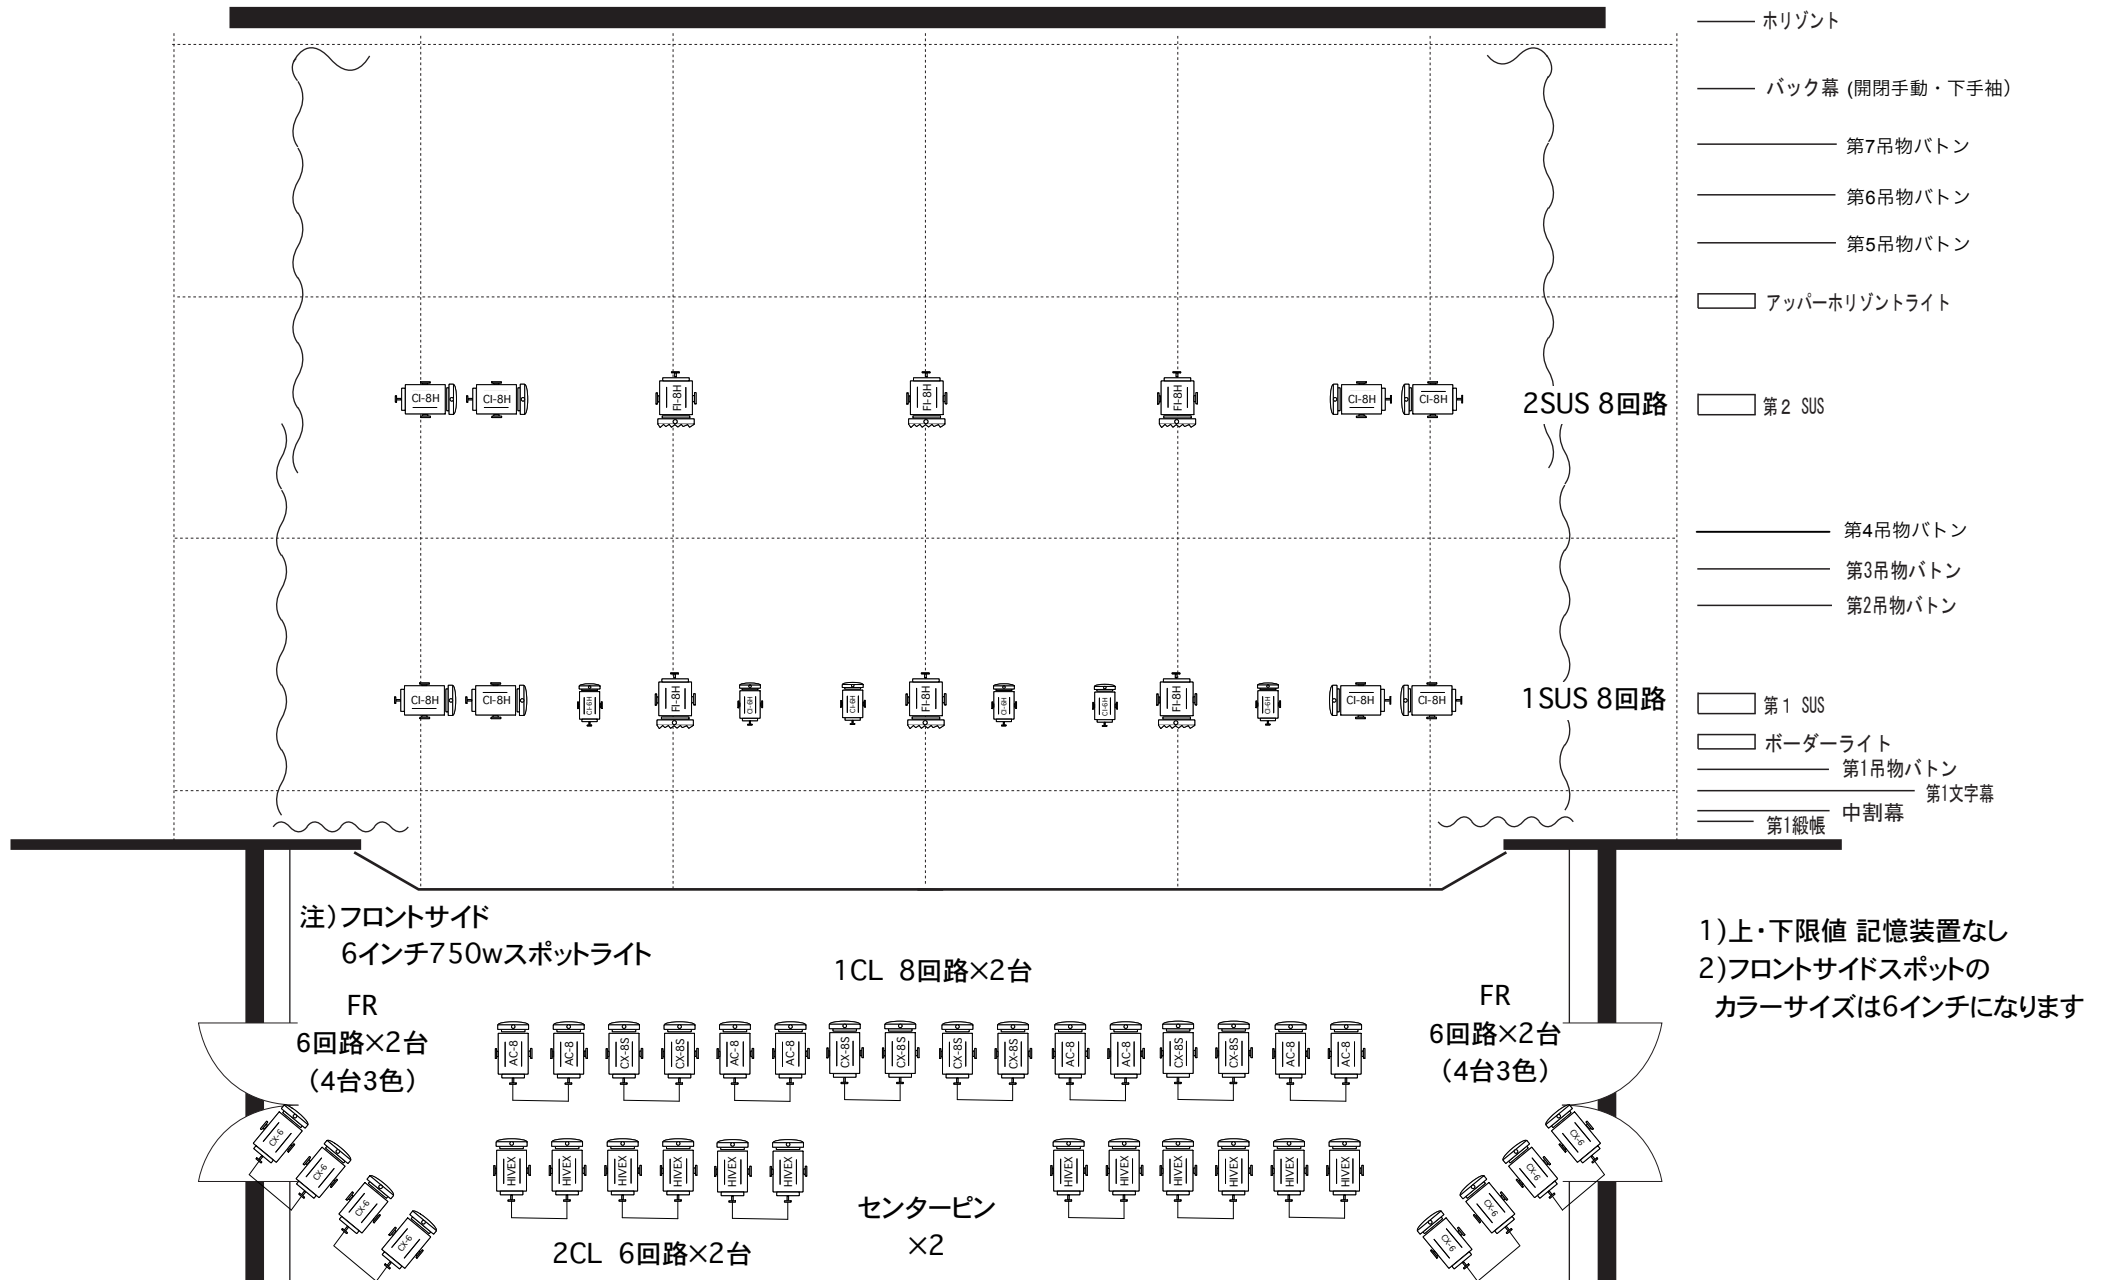 ホリゾント
バック幕 (開閉手動・下手袖)
第7吊物バトン
第6吊物バトン
第5吊物バトン
アッパーホリゾントライト
CI-8H CI-8H FI-8H FI-8H FI-8H CI-8H CI-8H 2SUS 8回路 第2 SUS
第4吊物バトン
第3吊物バトン
第2吊物バトン
CI-8H CI-8H CI-6H FI-8H CI-6H CI-6H FI-8H CI-6H CI-6H FI-8H CI-6H CI-8H CI-8H 1SUS 8回路 第1 SUS
ボーダーライト
第1吊物バトン
第1文字幕
中割幕
第1緞帳
注)フロントサイド
6インチ750wスポットライト
1)上・下限値 記憶装置なし
2)フロントサイドスポットの
カラーサイズは6インチになります
1CL 8回路×2台
FR
6回路×2台
(4台3色)
FR
6回路×2台
(4台3色)
AC-8 AC-8 CX-8S CX-8S AC-8 AC-8 CX-8S CX-8S CX-8S CX-8S AC-8 AC-8 CX-8S CX-8S AC-8 AC-8
CX-6 CX-6 CX-6 CX-6
HIVEX HIVEX HIVEX HIVEX HIVEX HIVEX HIVEX HIVEX HIVEX HIVEX HIVEX HIVEX
CX-6 CX-6 CX-6 CX-6
センターピン
×2
2CL 6回路×2台